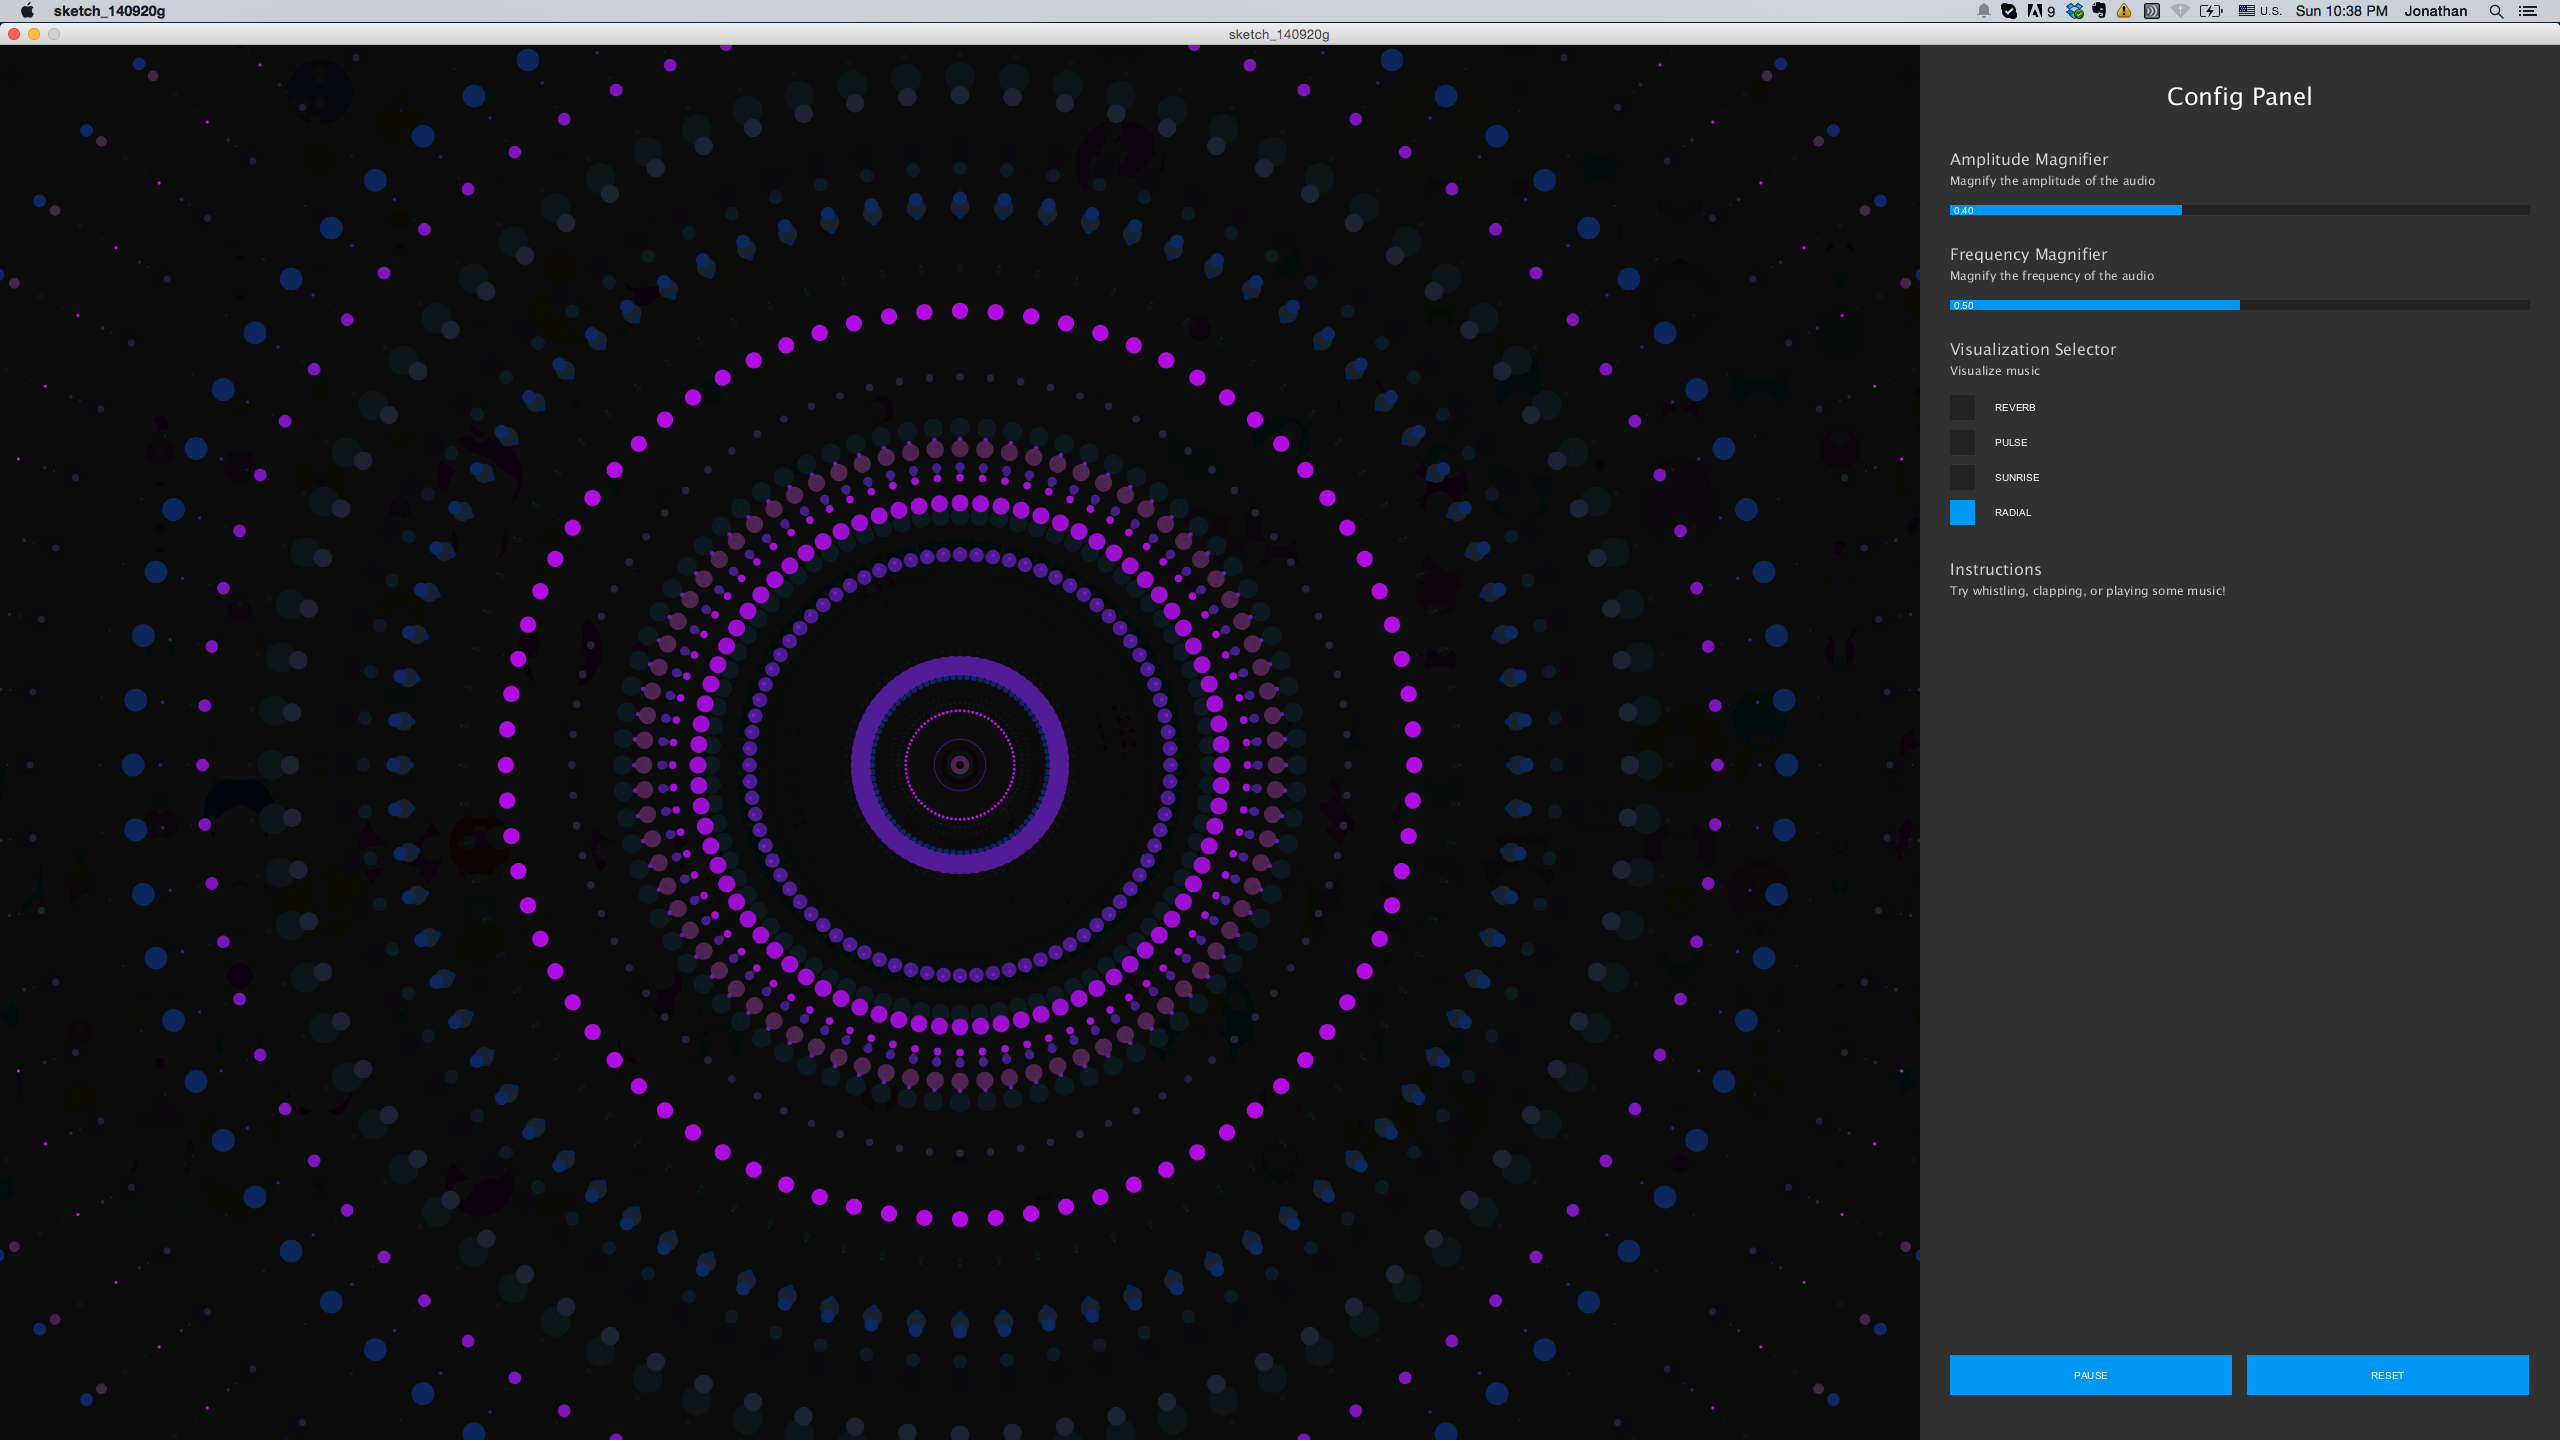 sketch_140920g
9 U.S. Sun 10:38 PM Jonathan
sketch_140920g
Config Panel
Amplitude Magnifier
Magnify the amplitude of the audio
0.40
Frequency Magnifier
Magnify the frequency of the audio
0.50
Visualization Selector
Visualize music
REVERB
PULSE
SUNRISE
RADIAL
Instructions
Try whistling, clapping, or playing some music!
PAUSE RESET